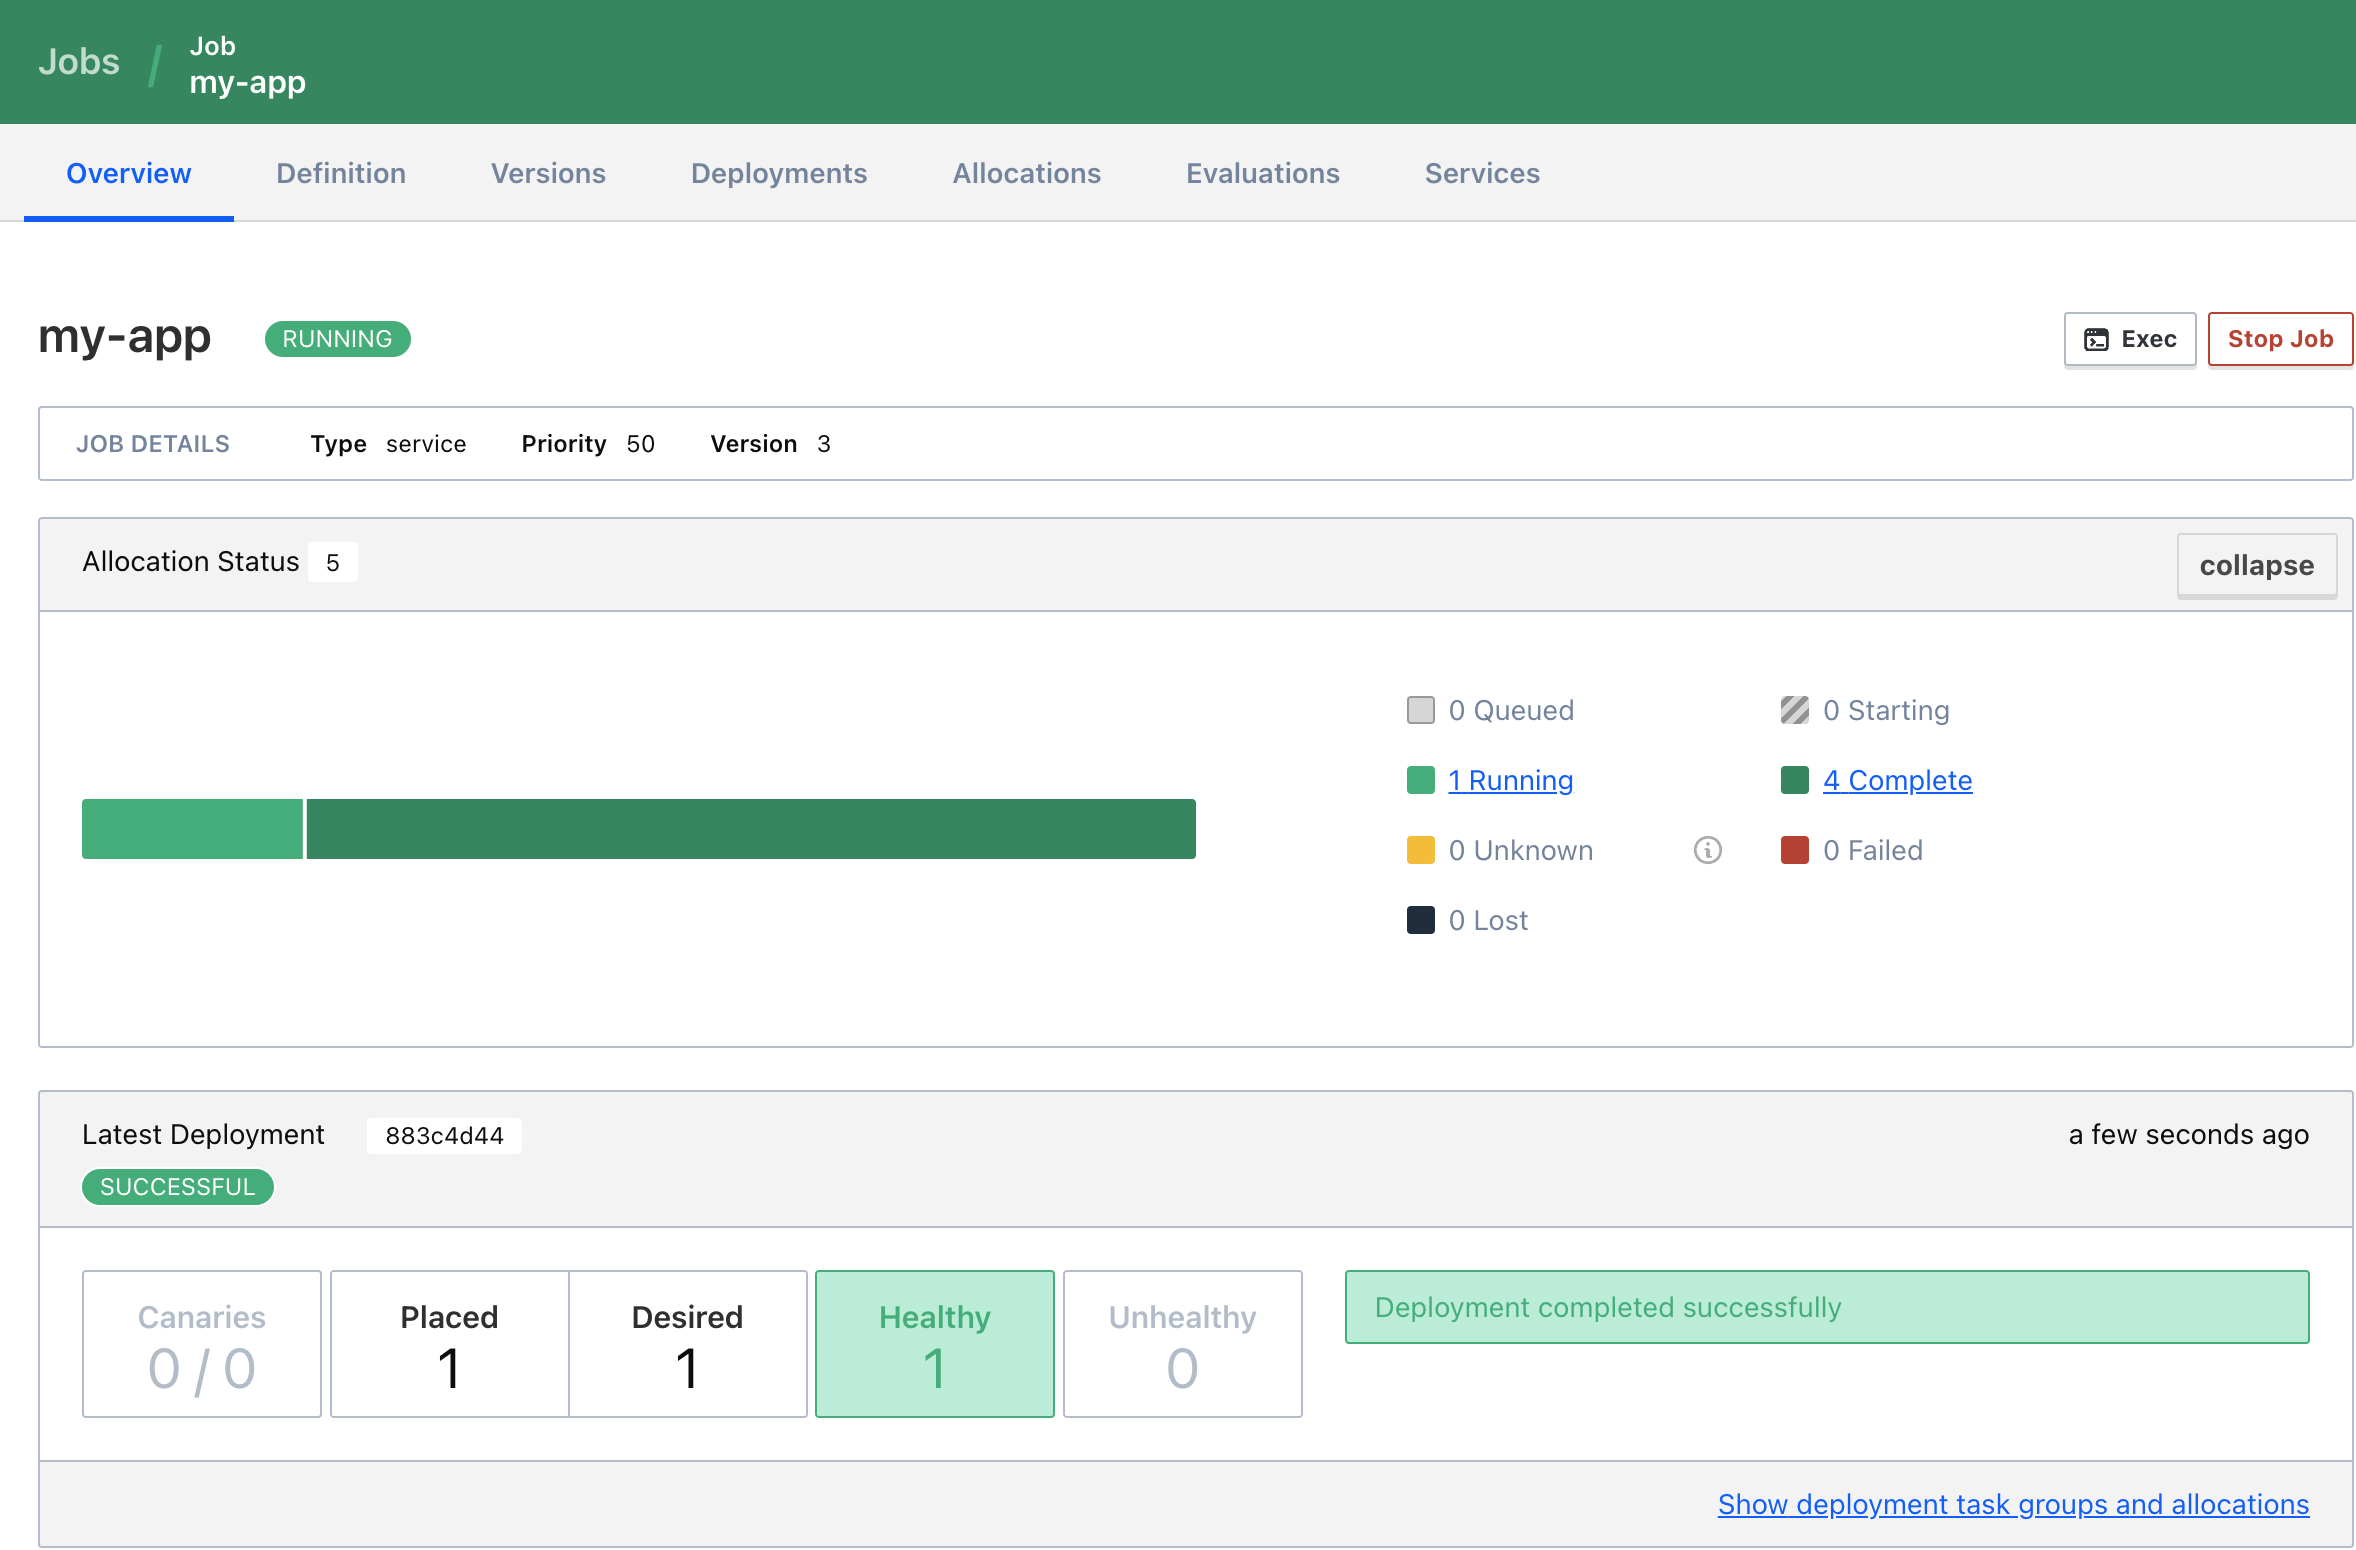 Jobs / Job
my-app
Overview Definition Versions Deployments Allocations Evaluations Services
my-app RUNNING Exec Stop Job
JOB DETAILS Type service Priority 50 Version 3
Allocation Status 5 collapse
0 Queued 0 Starting
1 Running 4 Complete
0 Unknown 0 Failed
0 Lost
Latest Deployment 883c4d44 a few seconds ago
SUCCESSFUL
Canaries Placed Desired Healthy Unhealthy Deployment completed successfully
0 / 0 1 1 1 0
Show deployment task groups and allocations